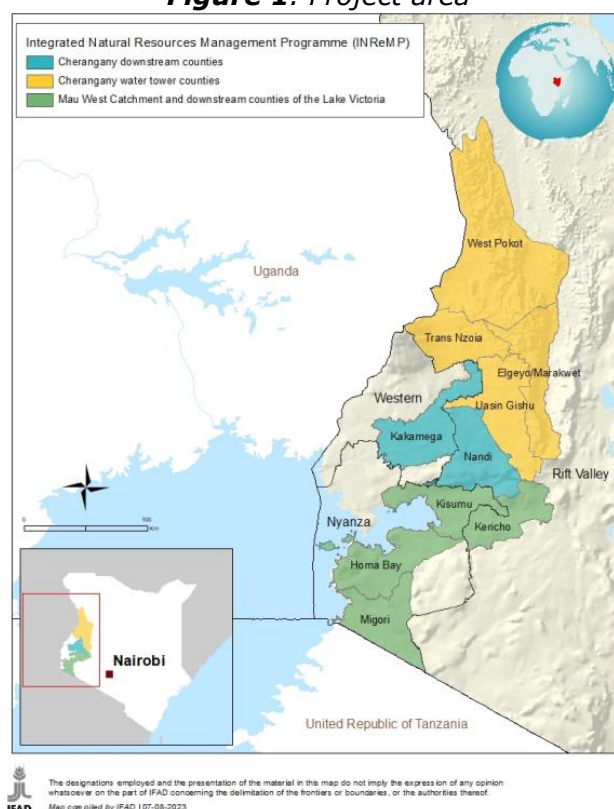 Figure 1: Project area
Integrated Natural Resources Management Programme (INReMP)
Cherangany downstream counties
Cherangany water tower counties
Mau West Catchment and downstream counties of the Lake Victoria
West Pokot
Uganda
Trans Nzoia
Elgeyo/Marakwet
Western
Uasin Gishu
Kakamega
Nandi
Rift Valley
0 100
Km
Kisumu
Nyanza
Kericho
Homa Bay
Migori
Nairobi
United Republic of Tanzania
The designations employed and the presentation of the material in this map do not imply the expression of any opinion
whatsoever on the part of IFAD concerning the delimitation of the frontiers or boundaries, or the authorities thereof.
IFAD Map compiled by IFAD | 07-08-2023